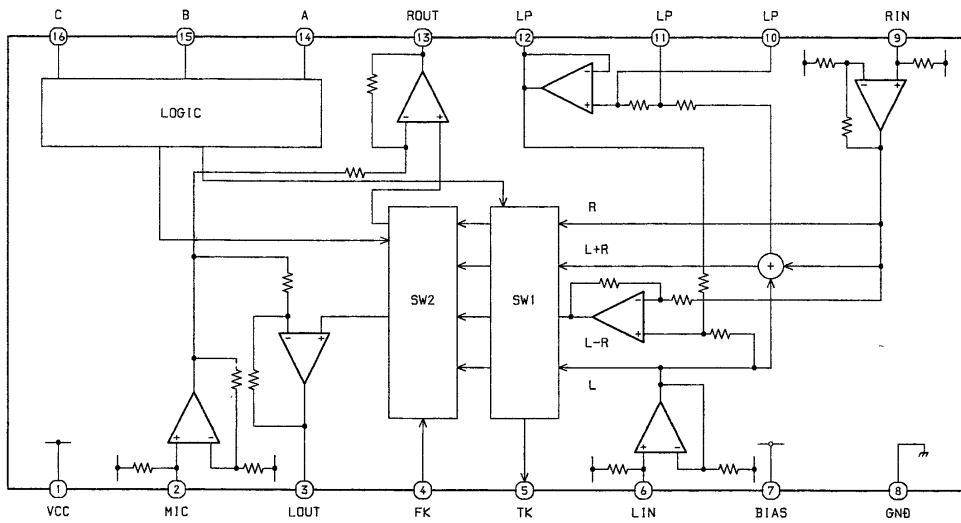 C B A ROUT LP LP LP RIN
16 15 14 13 12 11 10 9
LOGIC
R
L+R
SW2 SW1
L-R
L
1 2 3 4 5 6 7 8
VCC MIC LOUT FK TK LIN BIAS GND